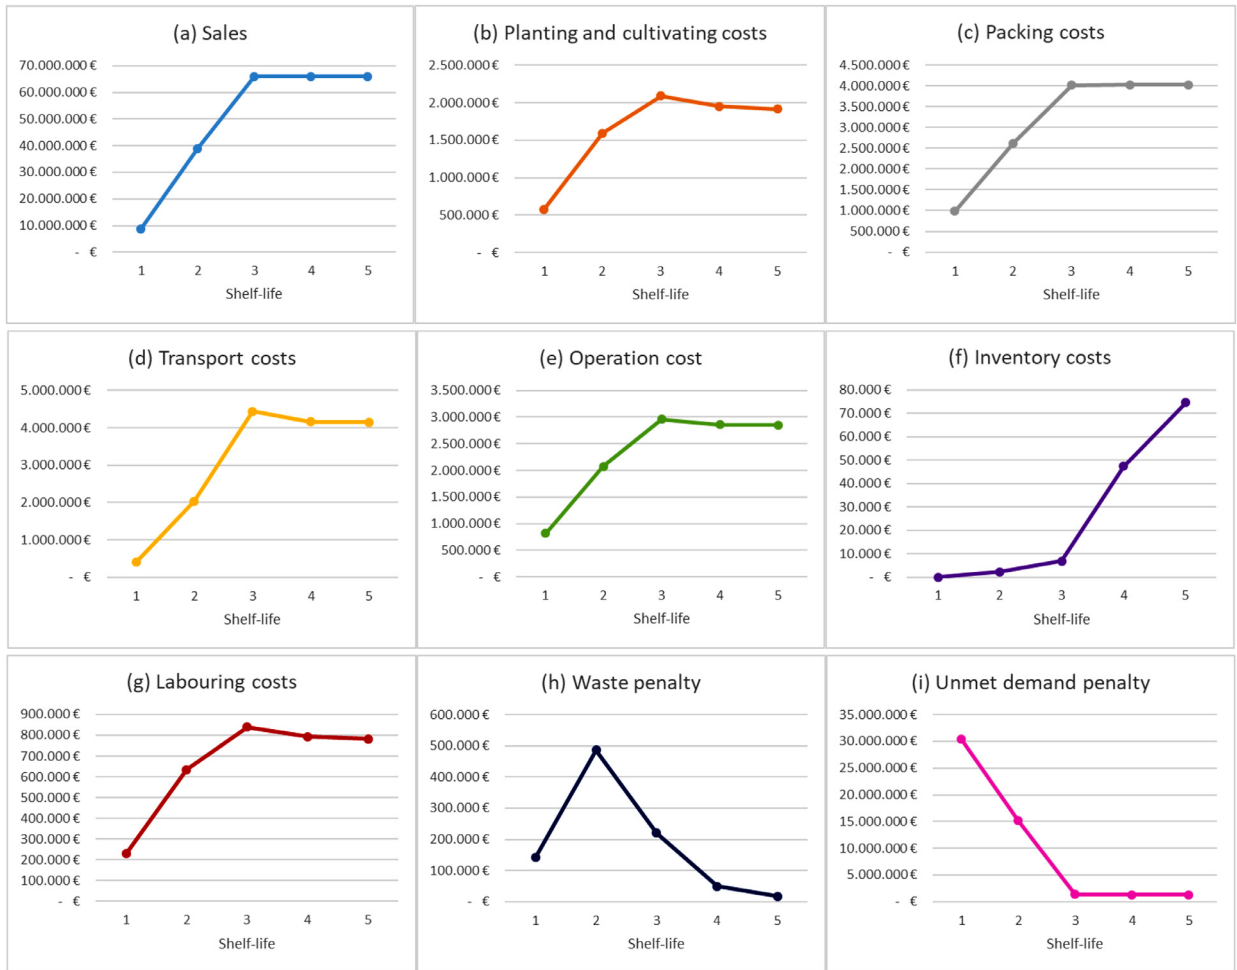 (a) Sales
70.000.000 €
60.000.000 €
50.000.000 €
40.000.000 €
30.000.000 €
20.000.000 €
10.000.000 €
- €
1 2 3 4 5
Shelf-life
(b) Planting and cultivating costs
2.500.000 €
2.000.000 €
1.500.000 €
1.000.000 €
500.000 €
- €
1 2 3 4 5
Shelf-life
(c) Packing costs
4.500.000 €
4.000.000 €
3.500.000 €
3.000.000 €
2.500.000 €
2.000.000 €
1.500.000 €
1.000.000 €
500.000 €
- €
1 2 3 4 5
Shelf-life
(d) Transport costs
5.000.000 €
4.000.000 €
3.000.000 €
2.000.000 €
1.000.000 €
- €
1 2 3 4 5
Shelf-life
(e) Operation cost
3.500.000 €
3.000.000 €
2.500.000 €
2.000.000 €
1.500.000 €
1.000.000 €
500.000 €
- €
1 2 3 4 5
Shelf-life
(f) Inventory costs
80.000 €
70.000 €
60.000 €
50.000 €
40.000 €
30.000 €
20.000 €
10.000 €
- €
1 2 3 4 5
Shelf-life
(g) Labouring costs
900.000 €
800.000 €
700.000 €
600.000 €
500.000 €
400.000 €
300.000 €
200.000 €
100.000 €
- €
1 2 3 4 5
Shelf-life
(h) Waste penalty
600.000 €
500.000 €
400.000 €
300.000 €
200.000 €
100.000 €
- €
1 2 3 4 5
Shelf-life
(i) Unmet demand penalty
35.000.000 €
30.000.000 €
25.000.000 €
20.000.000 €
15.000.000 €
10.000.000 €
5.000.000 €
- €
1 2 3 4 5
Shelf-life